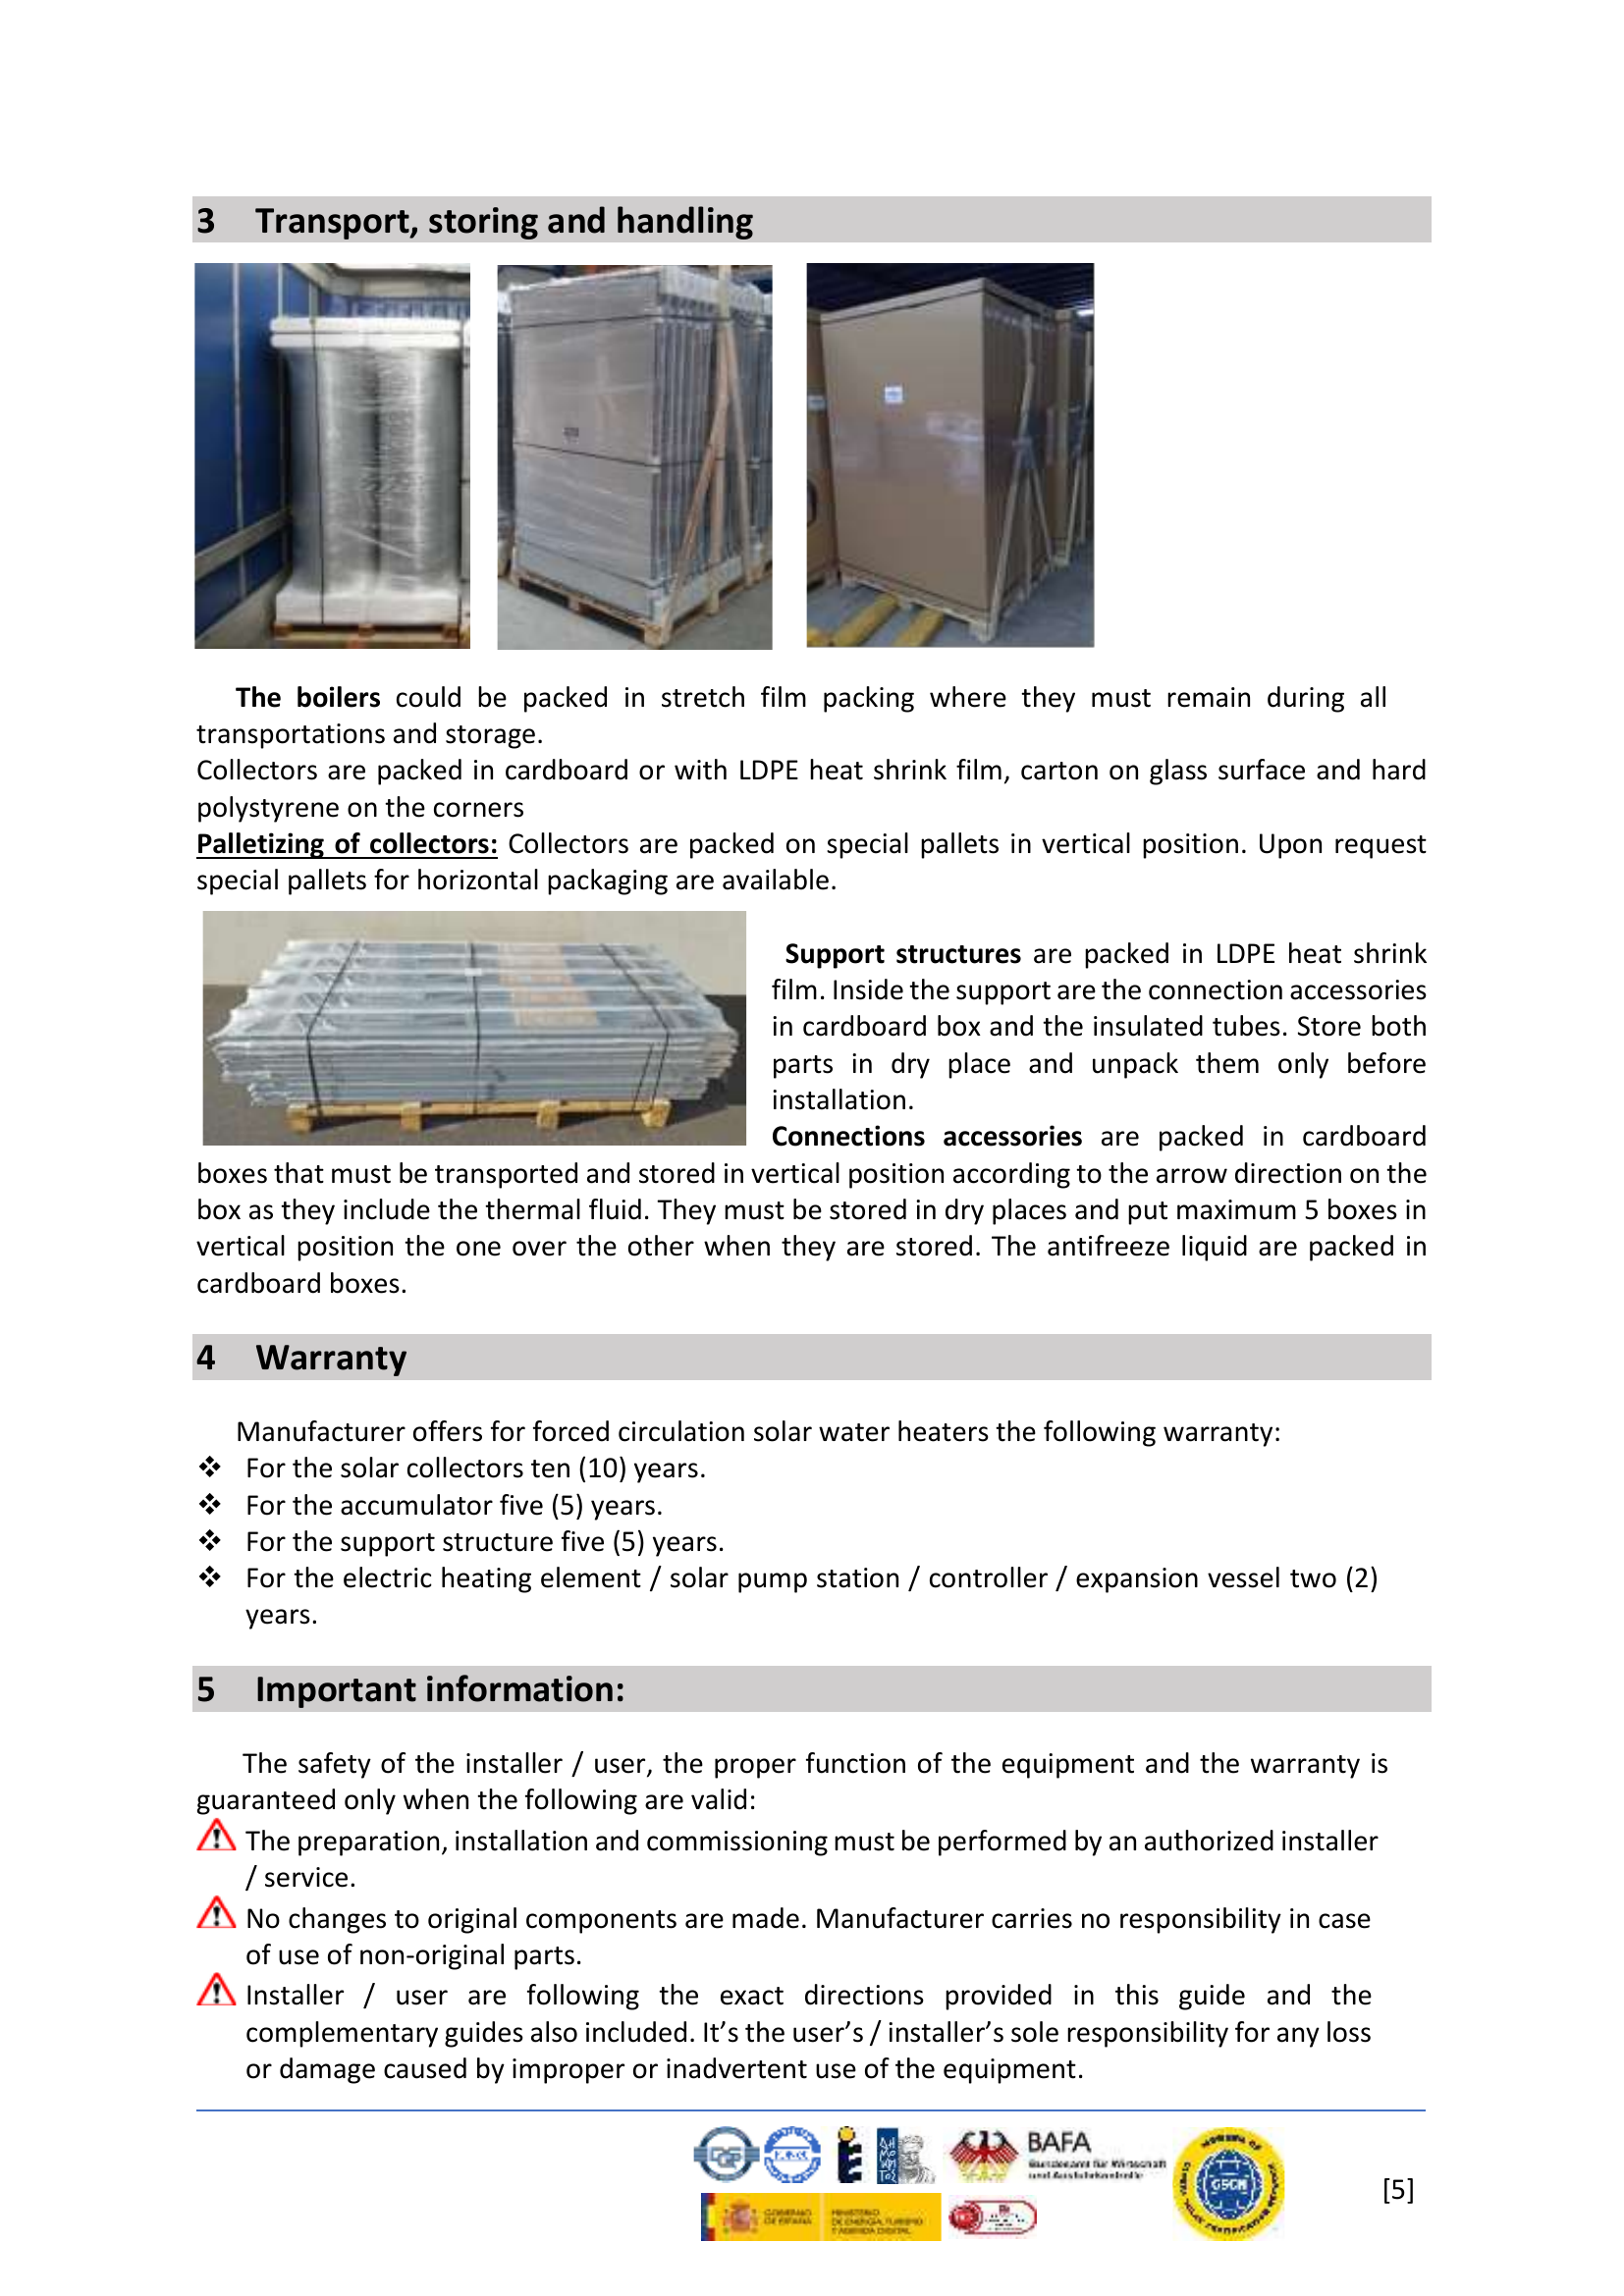 3 Transport, storing and handling
The boilers could be packed in stretch film packing where they must remain during all
transportations and storage.
Collectors are packed in cardboard or with LDPE heat shrink film, carton on glass surface and hard
polystyrene on the corners
Palletizing of collectors: Collectors are packed on special pallets in vertical position. Upon request
special pallets for horizontal packaging are available.
Support structures are packed in LDPE heat shrink
film. Inside the support are the connection accessories
in cardboard box and the insulated tubes. Store both
parts in dry place and unpack them only before
installation.
Connections accessories are packed in cardboard
boxes that must be transported and stored in vertical position according to the arrow direction on the
box as they include the thermal fluid. They must be stored in dry places and put maximum 5 boxes in
vertical position the one over the other when they are stored. The antifreeze liquid are packed in
cardboard boxes.
4 Warranty
Manufacturer offers for forced circulation solar water heaters the following warranty:
❖ For the solar collectors ten (10) years.
❖ For the accumulator five (5) years.
❖ For the support structure five (5) years.
❖ For the electric heating element / solar pump station / controller / expansion vessel two (2)
years.
5 Important information:
The safety of the installer / user, the proper function of the equipment and the warranty is
guaranteed only when the following are valid:
The preparation, installation and commissioning must be performed by an authorized installer
/ service.
No changes to original components are made. Manufacturer carries no responsibility in case
of use of non-original parts.
Installer / user are following the exact directions provided in this guide and the
complementary guides also included. It’s the user’s / installer’s sole responsibility for any loss
or damage caused by improper or inadvertent use of the equipment.
BAFA
Bundesamt für Wirtschaft
und Ausfuhrkontrolle
GOBIERNO
DE ESPAÑA
MINISTERIO
DE ENERGÍA, TURISMO
Y AGENDA DIGITAL
[5]